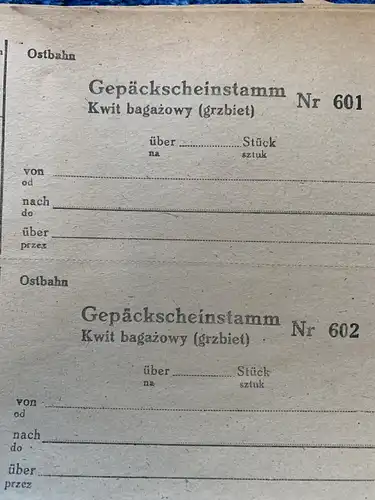 Ostbahn
Gepäckscheinstamm Nr 601
Kwit bagażowy (grzbiet)
über Stück
na sztuk
von
od
nach
do
über
przez
Ostbahn
Gepäckscheinstamm Nr 602
Kwit bagażowy (grzbiet)
über Stück
na sztuk
von
od
nach
do
über
przez